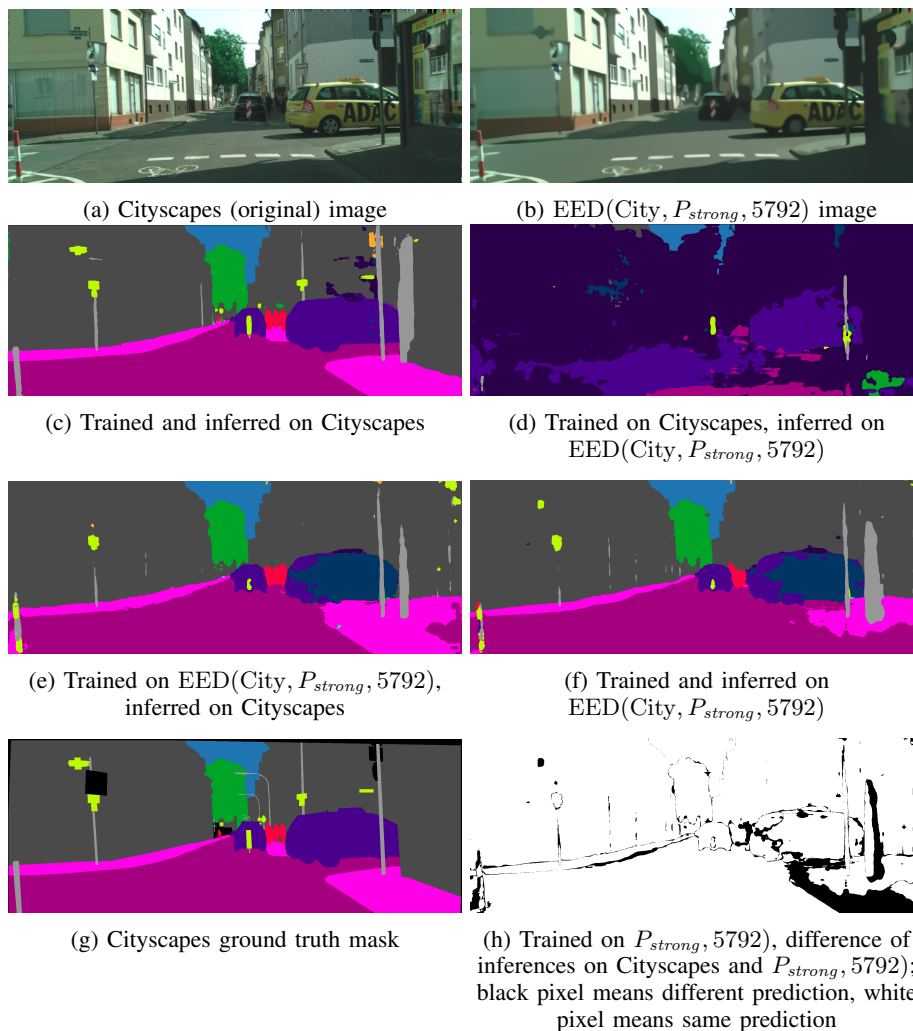 ADAC
ADAC
(a) Cityscapes (original) image
(b) EED(City, P_strong, 5792) image
(c) Trained and inferred on Cityscapes
(d) Trained on Cityscapes, inferred on
EED(City, P_strong, 5792)
(e) Trained on EED(City, P_strong, 5792),
inferred on Cityscapes
(f) Trained and inferred on
EED(City, P_strong, 5792)
(g) Cityscapes ground truth mask
(h) Trained on P_strong, 5792), difference of
inferences on Cityscapes and P_strong, 5792);
black pixel means different prediction, white
pixel means same prediction